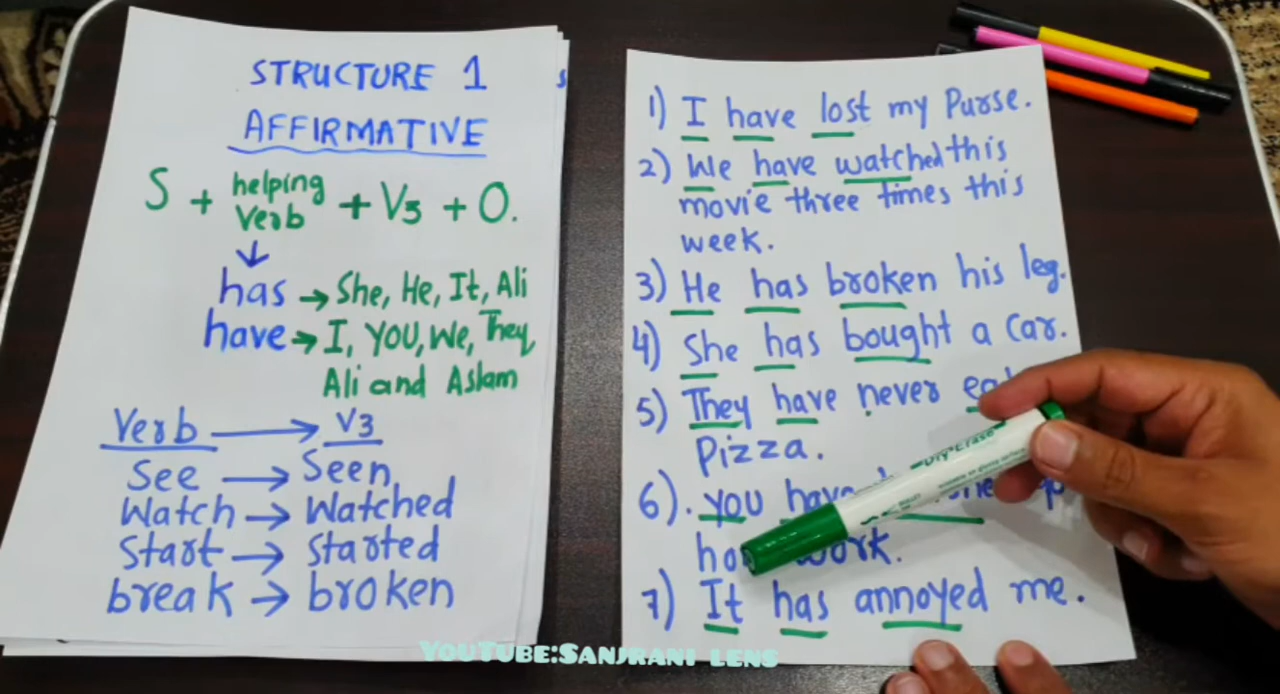 STRUCTURE 1
AFFIRMATIVE
S + helping verb + V3 + O.
has → She, He, It, Ali
have → I, YOU, We, They
Ali and Aslam
Verb → V3
See → Seen
Watch → Watched
Start → Started
break → broken
1) I have lost my Purse.
2) We have watched this
movie three times this
week.
3) He has broken his leg.
4) She has bought a Car.
5) They have never
Pizza.
6). you have
work.
7) It has annoyed me.
Dry Erase
YouTube:Sanjrani lens